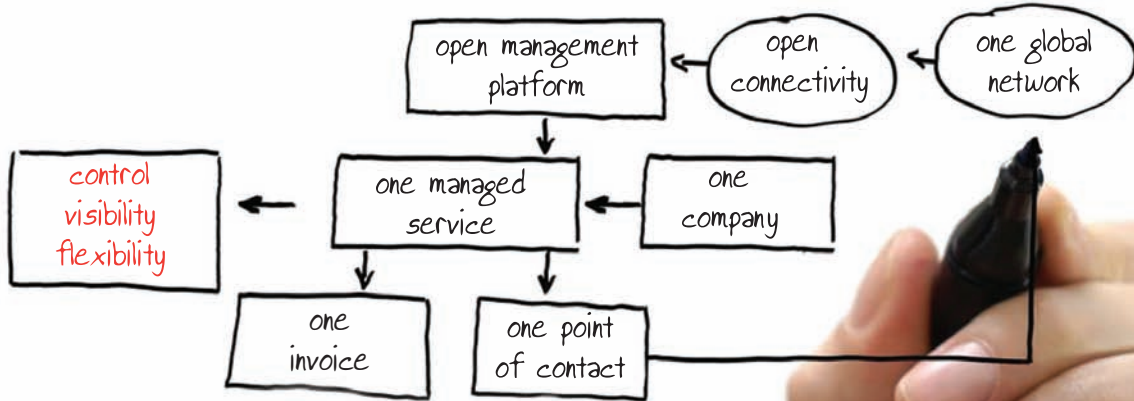 open management
platform
open
connectivity
one global
network
control
visibility
flexibility
one managed
service
one
company
one
invoice
one point
of contact